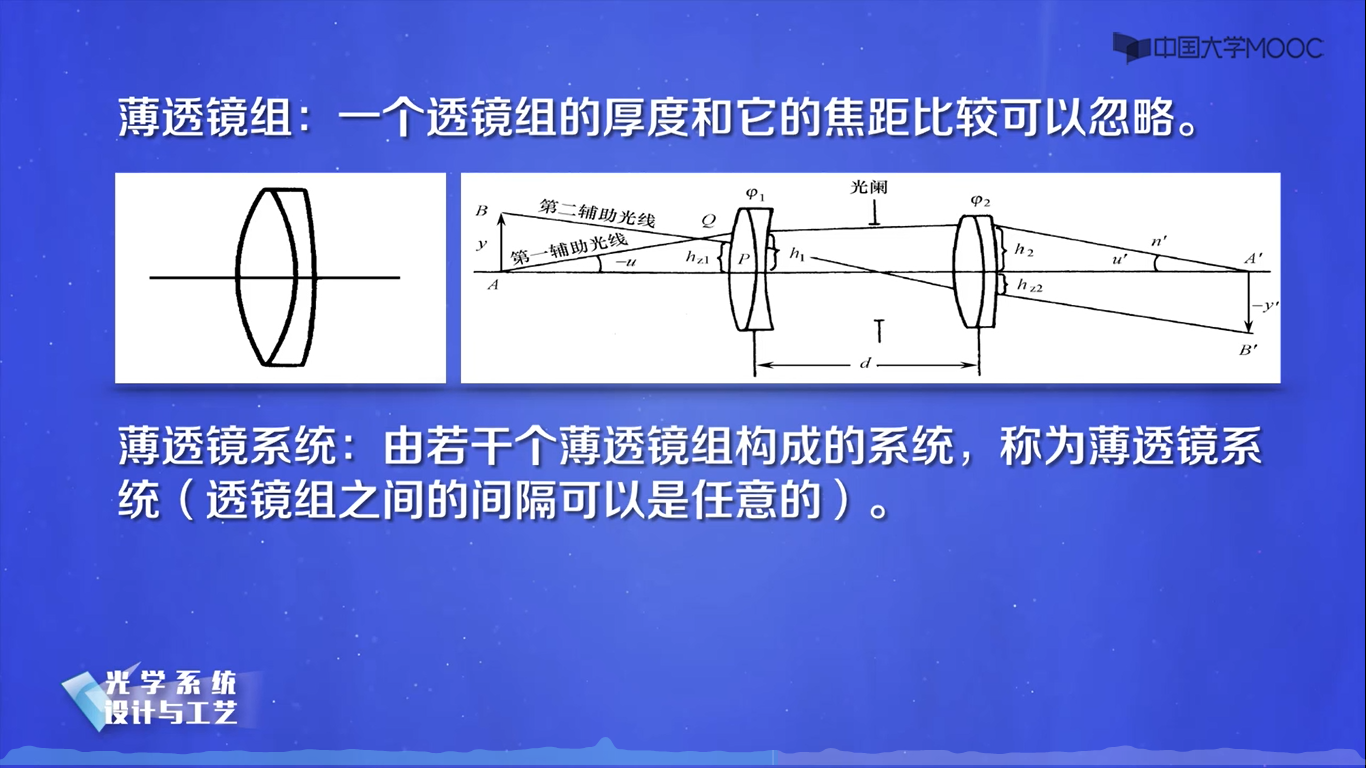 中国大学MOOC
薄透镜组：一个透镜组的厚度和它的焦距比较可以忽略。
φ₁
光阑
φ₂
B
第二辅助光线
Q
y
第一辅助光线
-u
hz1
P
h₁
h₂
n'
u'
A'
A
hz2
-y'
B'
d
薄透镜系统：由若干个薄透镜组构成的系统，称为薄透镜系
统（透镜组之间的间隔可以是任意的）。
光学系统
设计与工艺